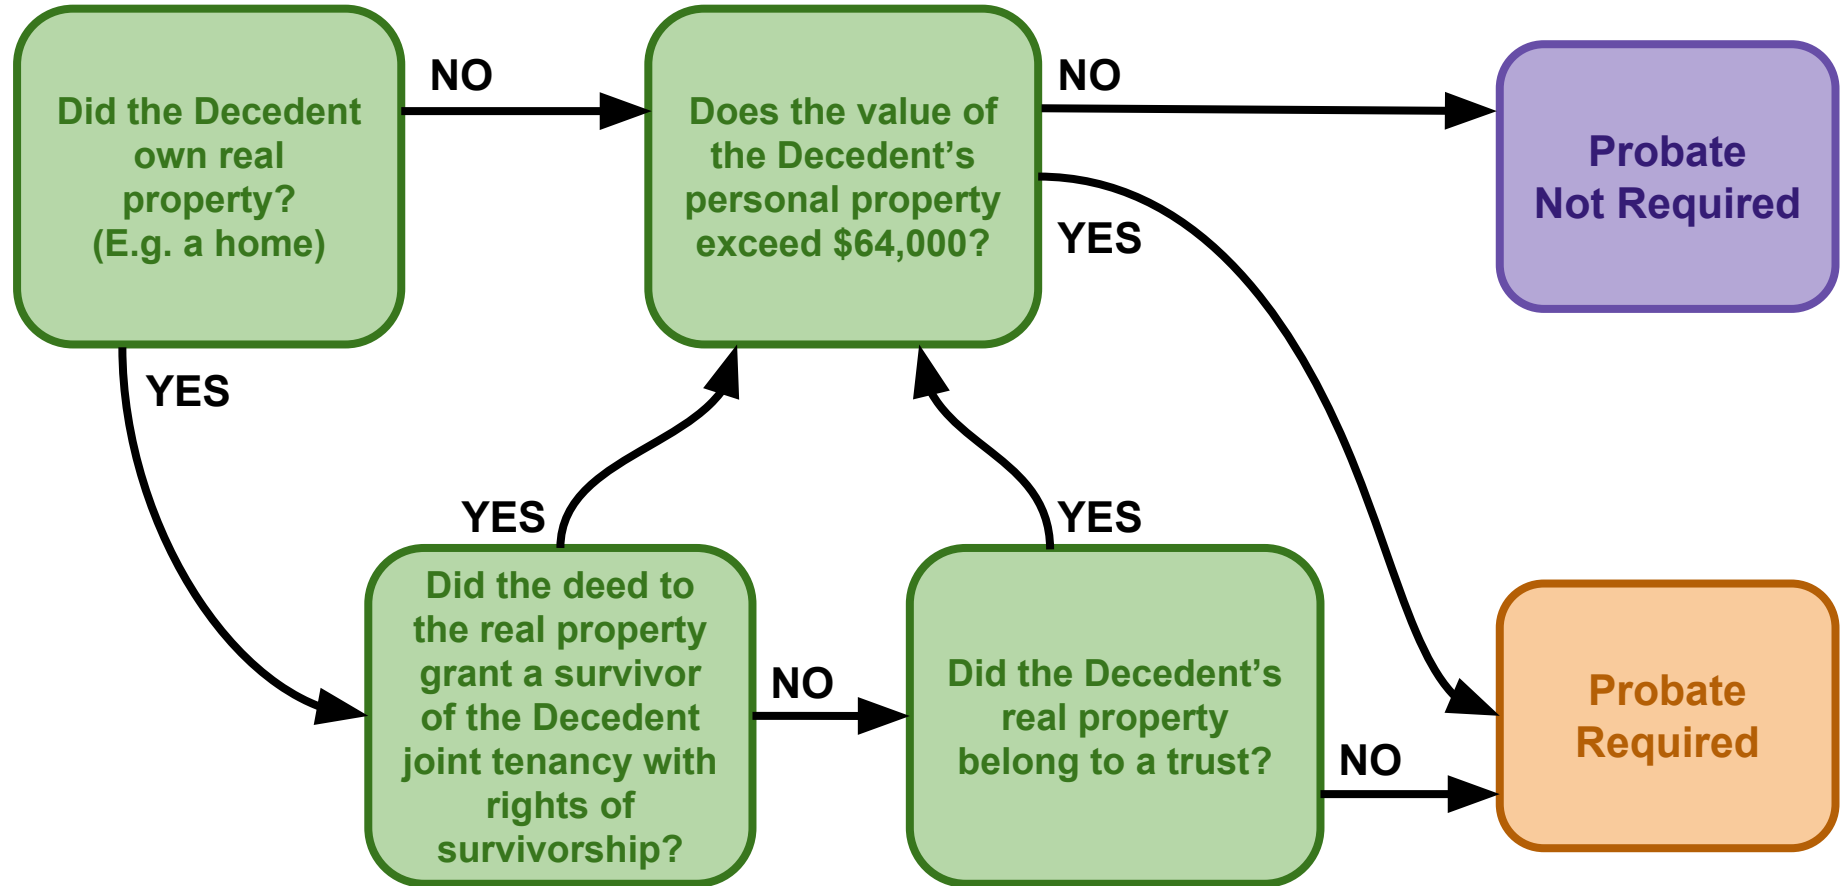 Did the Decedent
own real
property?
(E.g. a home)
NO
Does the value of
the Decedent’s
personal property
exceed $64,000?
NO
YES
Probate
Not Required
YES
YES
YES
Did the deed to
the real property
grant a survivor
of the Decedent
joint tenancy with
rights of
survivorship?
NO
Did the Decedent’s
real property
belong to a trust?
NO
Probate
Required